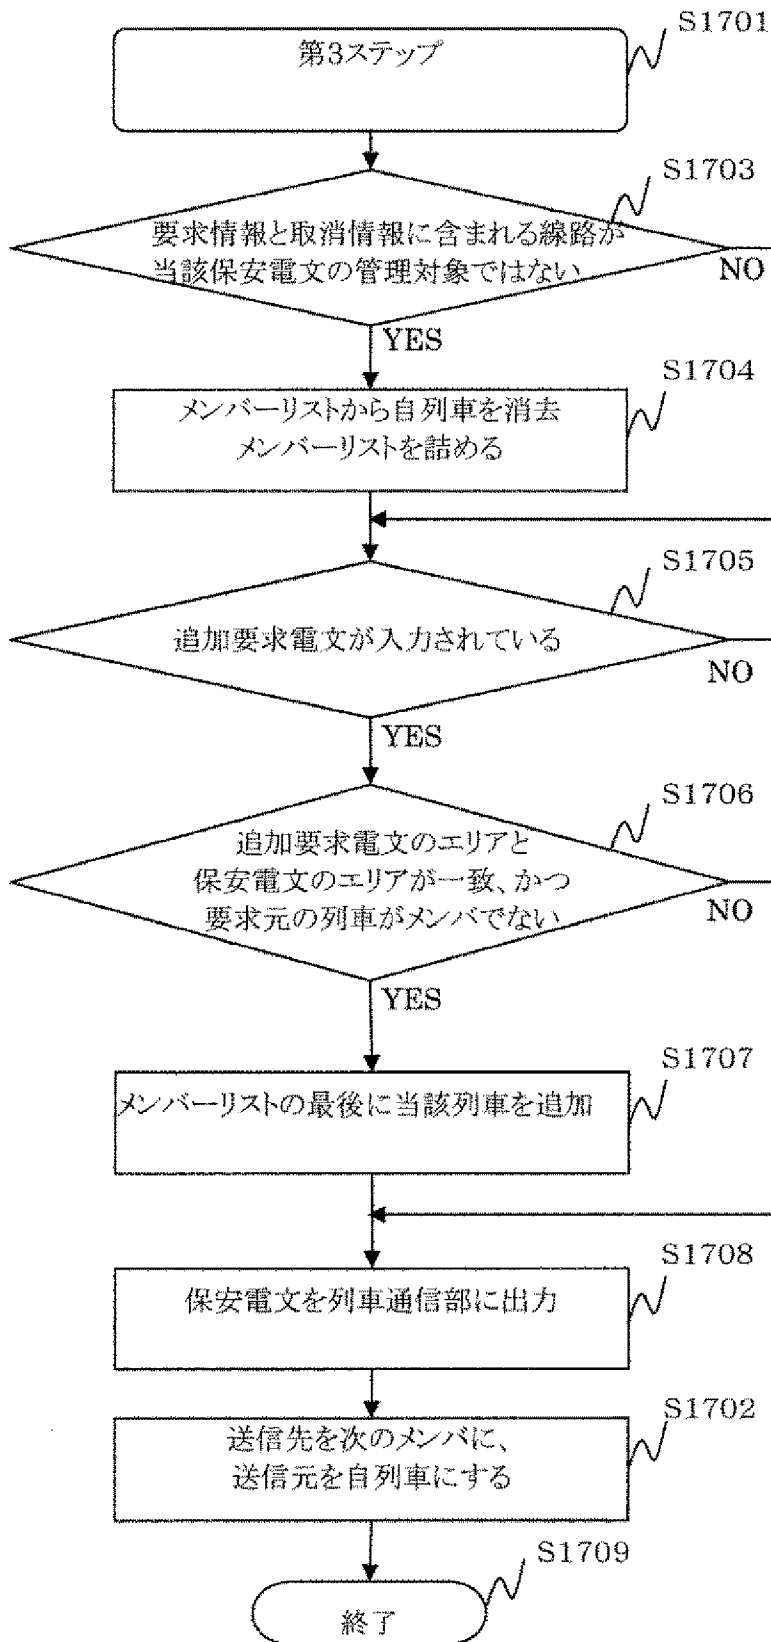 S1701
第3ステップ
S1703
要求情報と取消情報に含まれる線路が
当該保安電文の管理対象ではない
NO
YES
S1704
メンバーリストから自列車を消去
メンバーリストを詰める
S1705
追加要求電文が入力されている
NO
YES
S1706
追加要求電文のエリアと
保安電文のエリアが一致、かつ
要求元の列車がメンバでない
NO
YES
S1707
メンバーリストの最後に当該列車を追加
S1708
保安電文を列車通信部に出力
S1702
送信先を次のメンバに、
送信元を自列車にする
S1709
終了